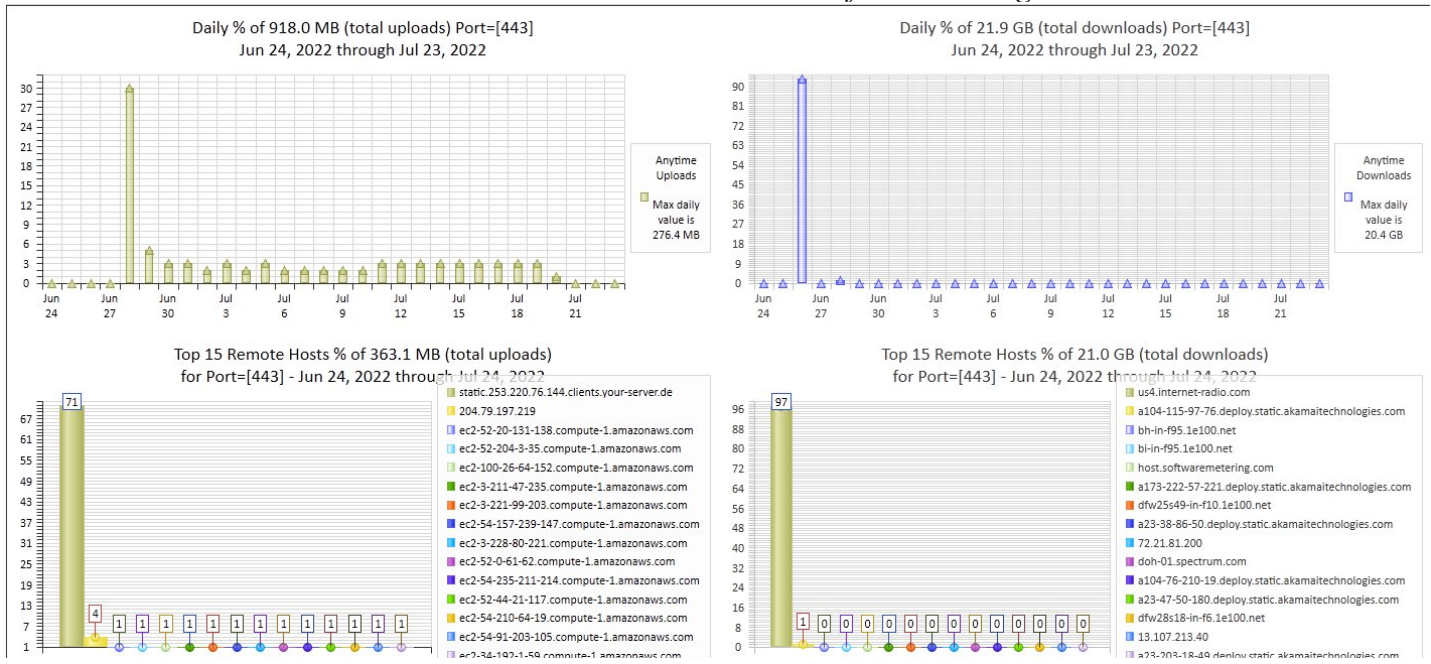 Daily % of 918.0 MB (total uploads) Port=[443]
Jun 24, 2022 through Jul 23, 2022
30
27
24
21
18
15
12
9
6
3
0
Jun 24
Jun 27
Jun 30
Jul 3
Jul 6
Jul 9
Jul 12
Jul 15
Jul 18
Jul 21
Anytime
Uploads
Max daily
value is
276.4 MB
Daily % of 21.9 GB (total downloads) Port=[443]
Jun 24, 2022 through Jul 23, 2022
90
81
72
63
54
45
36
27
18
9
0
Jun 24
Jun 27
Jun 30
Jul 3
Jul 6
Jul 9
Jul 12
Jul 15
Jul 18
Jul 21
Anytime
Downloads
Max daily
value is
20.4 GB
Top 15 Remote Hosts % of 363.1 MB (total uploads)
for Port=[443] - Jun 24, 2022 through Jul 24, 2022
67
61
55
49
43
37
31
25
19
13
7
1
71
4
1 1 1 1 1 1 1 1 1 1 1 1 1
static.253.220.76.144.clients.your-server.de
204.79.197.219
ec2-52-20-131-138.compute-1.amazonaws.com
ec2-52-204-3-35.compute-1.amazonaws.com
ec2-100-26-64-152.compute-1.amazonaws.com
ec2-3-211-47-235.compute-1.amazonaws.com
ec2-3-221-99-203.compute-1.amazonaws.com
ec2-54-157-239-147.compute-1.amazonaws.com
ec2-3-228-80-221.compute-1.amazonaws.com
ec2-52-0-61-62.compute-1.amazonaws.com
ec2-54-235-211-214.compute-1.amazonaws.com
ec2-52-44-21-117.compute-1.amazonaws.com
ec2-54-210-64-19.compute-1.amazonaws.com
ec2-54-91-203-105.compute-1.amazonaws.com
ec2-34-192-1-59.compute-1.amazonaws.com
Top 15 Remote Hosts % of 21.0 GB (total downloads)
for Port=[443] - Jun 24, 2022 through Jul 24, 2022
96
88
80
72
64
56
48
40
32
24
16
8
0
97
1
0 0 0 0 0 0 0 0 0 0 0 0 0
us4.internet-radio.com
a104-115-97-76.deploy.static.akamaitechnologies.com
bh-in-f95.1e100.net
bi-in-f95.1e100.net
host.softwaremetering.com
a173-222-57-221.deploy.static.akamaitechnologies.com
dfw25s49-in-f10.1e100.net
a23-38-86-50.deploy.static.akamaitechnologies.com
72.21.81.200
doh-01.spectrum.com
a104-76-210-19.deploy.static.akamaitechnologies.com
a23-47-50-180.deploy.static.akamaitechnologies.com
dfw28s18-in-f6.1e100.net
13.107.213.40
a23-203-18-49.deploy.static.akamaitechnologies.com